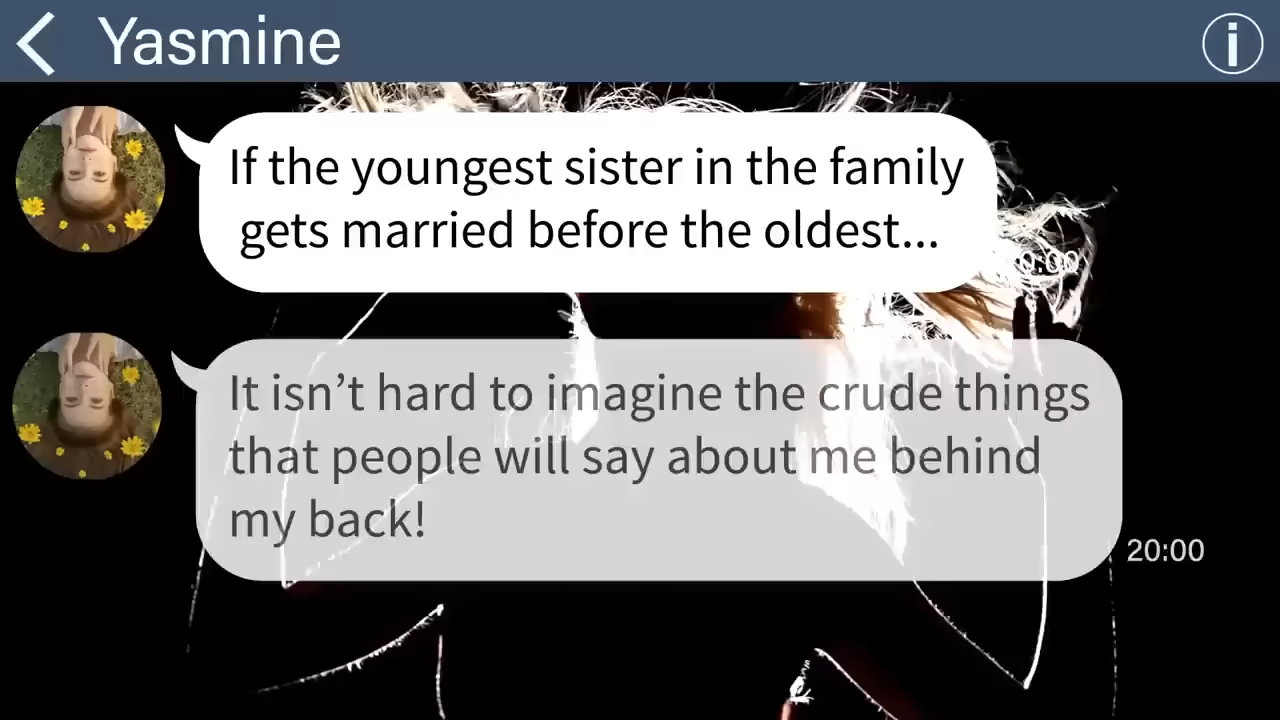 Yasmine
If the youngest sister in the family
gets married before the oldest...
It isn’t hard to imagine the crude things
that people will say about me behind
my back!
20:00